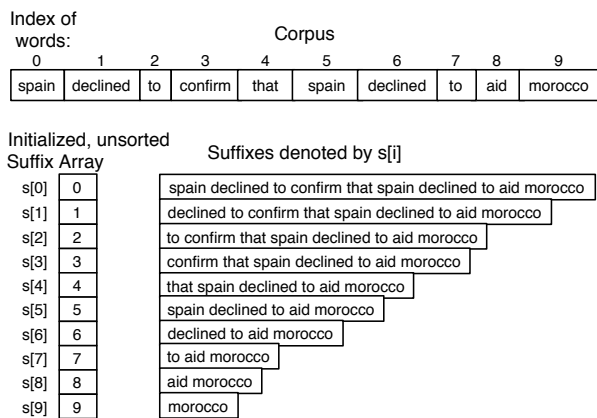 Index of
words:
Corpus
0 1 2 3 4 5 6 7 8 9
spain declined to confirm that spain declined to aid morocco
Initialized, unsorted
Suffix Array
Suffixes denoted by s[i]
s[0] 0 spain declined to confirm that spain declined to aid morocco
s[1] 1 declined to confirm that spain declined to aid morocco
s[2] 2 to confirm that spain declined to aid morocco
s[3] 3 confirm that spain declined to aid morocco
s[4] 4 that spain declined to aid morocco
s[5] 5 spain declined to aid morocco
s[6] 6 declined to aid morocco
s[7] 7 to aid morocco
s[8] 8 aid morocco
s[9] 9 morocco